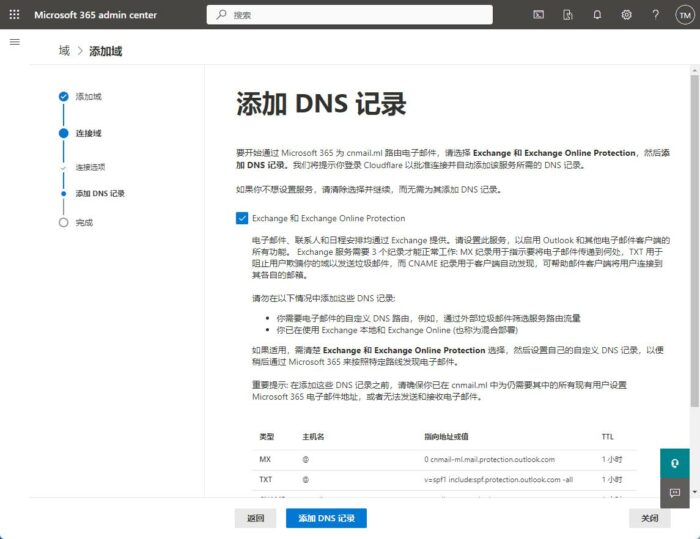 Microsoft 365 admin center
搜索
TM
域 > 添加域
添加域
连接域
连接选项
添加 DNS 记录
完成
添加 DNS 记录
要开始通过 Microsoft 365 为 cnmail.ml 路由电子邮件，请选择 Exchange 和 Exchange Online Protection，然后添
加 DNS 记录。我们将提示你登录 Cloudflare 以批准连接并自动添加该服务所需的 DNS 记录。
如果你不想设置服务，请清除选择并继续，而无需为其添加 DNS 记录。
Exchange 和 Exchange Online Protection
电子邮件、联系人和日程安排均通过 Exchange 提供。请设置此服务，以启用 Outlook 和其他电子邮件客户端的
所有功能。 Exchange 服务需要 3 个纪录才能正常工作: MX 纪录用于指示要将电子邮件传递到何处，TXT 用于
阻止用户欺骗你的域以发送垃圾邮件，而 CNAME 纪录用于客户端自动发现，可帮助邮件客户端将用户连接到
其各自的邮箱。
请勿在以下情况中添加这些 DNS 记录:
• 你需要电子邮件的自定义 DNS 路由，例如，通过外部垃圾邮件筛选服务路由流量
• 你已在使用 Exchange 本地和 Exchange Online (也称为混合部署)
如果适用，需清楚 Exchange 和 Exchange Online Protection 选择，然后设置自己的自定义 DNS 记录，以便
稍后通过 Microsoft 365 来按照特定路线发现电子邮件。
重要提示: 在添加这些 DNS 记录之前，请确保你已在 cnmail.ml 中为仍需要其中的所有现有用户设置
Microsoft 365 电子邮件地址，或者无法发送和接收电子邮件。
类型 主机名 指向地址或值 TTL
MX @ 0 cnmail-ml.mail.protection.outlook.com 1 小时
TXT @ v=spf1 include:spf.protection.outlook.com -all 1 小时
返回
添加 DNS 记录
关闭